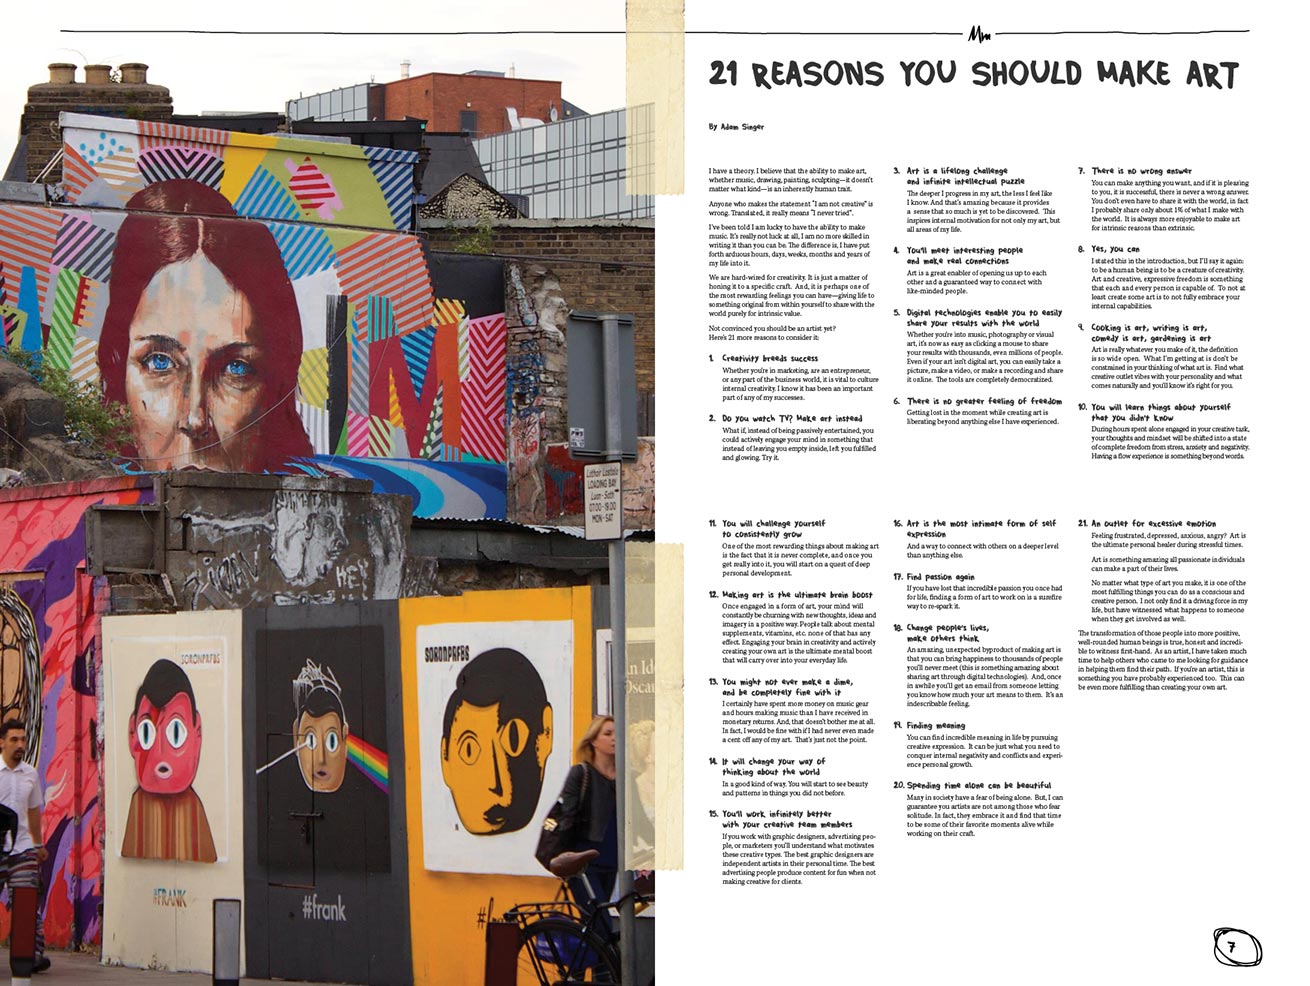 Mm
21 REASONS YOU SHOULD MAKE ART
By Adam Singer
I have a theory. I believe that the ability to make art,
whether music, drawing, painting, sculpting—it doesn't
matter what kind—is an inherently human trait.
Anyone who makes the statement "I am not creative" is
wrong. Translated, it really means "I never tried".
I've been told I am lucky to have the ability to make
music. It's really not luck at all, I am no more skilled in
writing it than you can be. The difference is, I have put
forth arduous hours, days, weeks, months and years of
my life into it.
We are hard-wired for creativity. It is just a matter of
honing it to a specific craft. And, it is perhaps one of
the most rewarding feelings you can have—giving life to
something original from within yourself to share with the
world purely for intrinsic value.
Not convinced you should be an artist yet?
Here's 21 more reasons to consider it:
1. Creativity breeds success
Whether you're in marketing, are an entrepreneur,
or any part of the business world, it is vital to culture
internal creativity. I know it has been an important
part of any of my successes.
2. Do you watch TV? Make art instead
What if, instead of being passively entertained, you
could actively engage your mind in something that
instead of leaving you empty inside, left you fulfilled
and glowing. Try it.
3. Art is a lifelong challenge
and infinite intellectual puzzle
The deeper I progress in my art, the less I feel like
I know. And that's amazing because it provides
a sense that so much is yet to be discovered. This
inspires internal motivation for not only my art, but
all areas of my life.
4. You'll meet interesting people
and make real connections
Art is a great enabler of opening us up to each
other and a guaranteed way to connect with
like-minded people.
5. Digital technologies enable you to easily
share your results with the world
Whether you're into music, photography or visual
art, it's now as easy as clicking a mouse to share
your results with thousands, even millions of people.
Even if your art isn't digital art, you can easily take a
picture, make a video, or make a recording and share
it online. The tools are completely democratized.
6. There is no greater feeling of freedom
Getting lost in the moment while creating art is
liberating beyond anything else I have experienced.
7. There is no wrong answer
You can make anything you want, and if it is pleasing
to you, it is successful, there is never a wrong answer.
You don't even have to share it with the world, in fact
I probably share only about 1% of what I make with
the world. It is always more enjoyable to make art
for intrinsic reasons than extrinsic.
8. Yes, you can
I stated this in the introduction, but I'll say it again:
to be a human being is to be a creature of creativity.
Art and creative, expressive freedom is something
that each and every person is capable of. To not at
least create some art is to not fully embrace your
internal capabilities.
9. Cooking is art, writing is art,
comedy is art, gardening is art
Art is really whatever you make of it, the definition
is so wide open. What I'm getting at is don't be
constrained in your thinking of what art is. Find what
creative outlet vibes with your personality and what
comes naturally and you'll know it's right for you.
10. You will learn things about yourself
that you didn't know
During hours spent alone engaged in your creative task,
your thoughts and mindset will be shifted into a state
of complete freedom from stress, anxiety and negativity.
Having a flow experience is something beyond words.
11. You will challenge yourself
to consistently grow
One of the most rewarding things about making art
is the fact that it is never complete, and once you
get really into it, you will start on a quest of deep
personal development.
12. Making art is the ultimate brain boost
Once engaged in a form of art, your mind will
constantly be churning with new thoughts, ideas and
imagery in a positive way. People talk about mental
supplements, vitamins, etc. none of that has any
effect. Engaging your brain in creativity and actively
creating your own art is the ultimate mental boost
that will carry over into your everyday life.
13. You might not ever make a dime,
and be completely fine with it
I certainly have spent more money on music gear
and hours making music than I have received in
monetary returns. And, that doesn't bother me at all.
In fact, I would be fine with if I had never even made
a cent off any of my art. That's just not the point.
14. It will change your way of
thinking about the world
In a good kind of way. You will start to see beauty
and patterns in things you did not before.
15. You'll work infinitely better
with your creative team members
If you work with graphic designers, advertising peo-
ple, or marketers you'll understand what motivates
these creative types. The best graphic designers are
independent artists in their personal time. The best
advertising people produce content for fun when not
making creative for clients.
16. Art is the most intimate form of self
expression
And a way to connect with others on a deeper level
than anything else.
17. Find passion again
If you have lost that incredible passion you once had
for life, finding a form of art to work on is a surefire
way to re-spark it.
18. Change people's lives,
make others think
An amazing, unexpected byproduct of making art is
that you can bring happiness to thousands of people
you'll never meet (this is something amazing about
sharing art through digital technologies). And, once
in awhile you'll get an email from someone letting
you know how much your art means to them. It's an
indescribable feeling.
19. Finding meaning
You can find incredible meaning in life by pursuing
creative expression. It can be just what you need to
conquer internal negativity and conflicts and experi-
ence personal growth.
20. Spending time alone can be beautiful
Many in society have a fear of being alone. But, I can
guarantee you artists are not among those who fear
solitude. In fact, they embrace it and find that time
to be some of their favorite moments alive while
working on their craft.
21. An outlet for excessive emotion
Feeling frustrated, depressed, anxious, angry? Art is
the ultimate personal healer during stressful times.
Art is something amazing all passionate individuals
can make a part of their lives.
No matter what type of art you make, it is one of the
most fulfilling things you can do as a conscious and
creative person. I not only find it a driving force in my
life, but have witnessed what happens to someone
when they get involved as well.
The transformation of those people into more positive,
well-rounded human beings is true, honest and incredi-
ble to witness first-hand. As an artist, I have taken much
time to help others who came to me looking for guidance
in helping them find their path. If you're an artist, this is
something you have probably experienced too. This can
be even more fulfilling than creating your own art.
7
LOADING BAY
07:00-19:00
MON-SAT
SORONPRFBS
SORONPRFBS
#FRANK
#frank
An Ide
Oscar